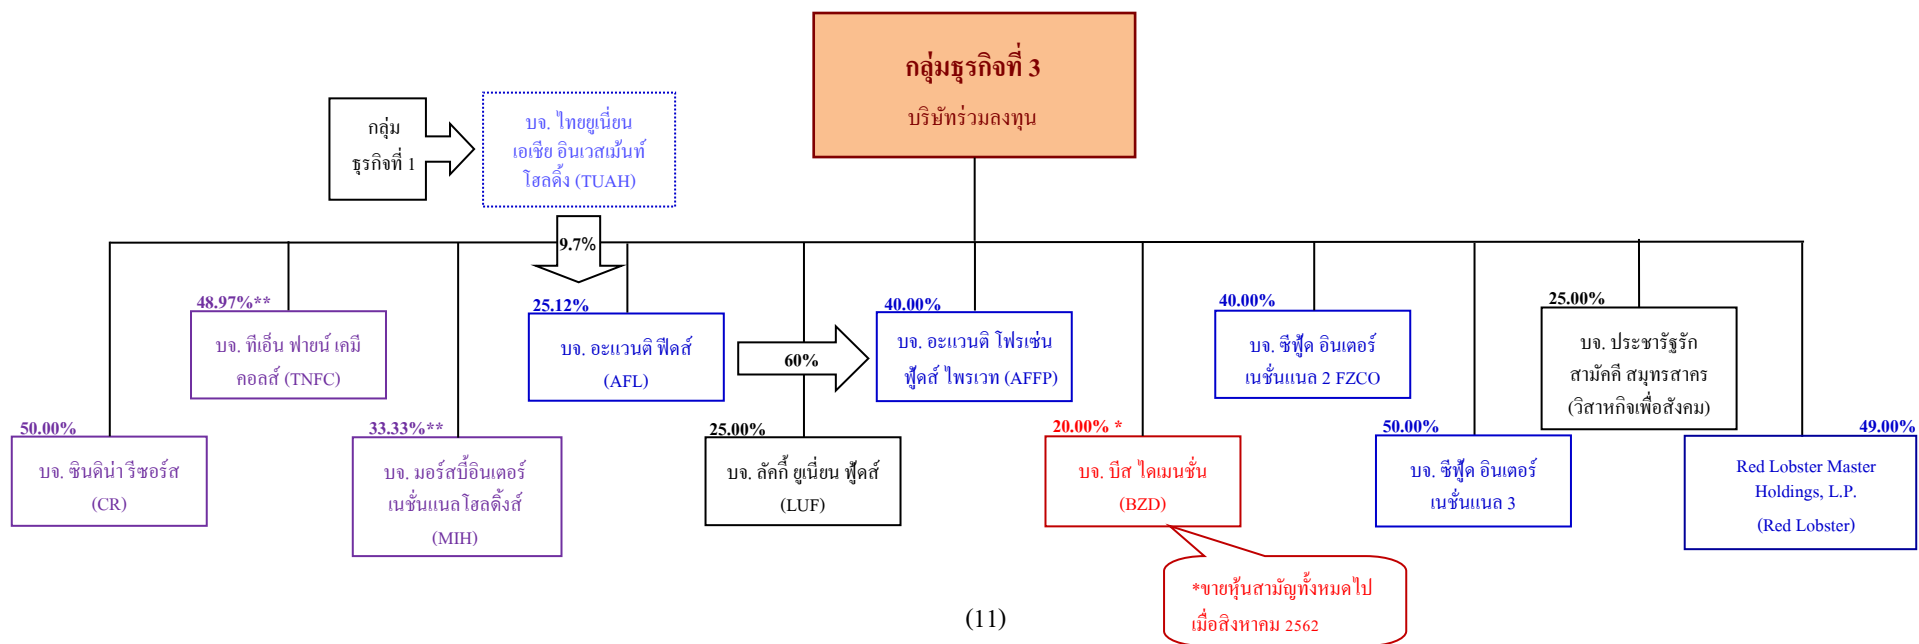 กลุ่มธุรกิจที่ 3
บริษัทร่วมลงทุน
กลุ่ม
ธุรกิจที่ 1
บจ. ไทยยูเนี่ยน
เอเชีย อินเวสเม้นท์
โฮลดิ้ง (TUAH)
9.7%
48.97%**
บจ. ทีเอ็น ฟายน์ เคมี
คอลส์ (TNFC)
25.12%
บจ. อะแวนติ ฟีดส์
(AFL)
60%
40.00%
บจ. อะแวนติ โฟรเซ่น
ฟู้ดส์ ไพรเวท (AFFP)
40.00%
บจ. ซีฟู้ด อินเตอร์
เนชั่นแนล 2 FZCO
25.00%
บจ. ประชารัฐรัก
สามัคคี สมุทรสาคร
(วิสาหกิจเพื่อสังคม)
50.00%
บจ. ซินดิน่า รีซอร์ส
(CR)
33.33%**
บจ. มอร์สบี้อินเตอร์
เนชั่นแนลโฮลดิ้งส์
(MIH)
25.00%
บจ. ลัคกี้ ยูเนี่ยน ฟู้ดส์
(LUF)
20.00% *
บจ. บีส ไดเมนชั่น
(BZD)
50.00%
บจ. ซีฟู้ด อินเตอร์
เนชั่นแนล 3
49.00%
Red Lobster Master
Holdings, L.P.
(Red Lobster)
*ขายหุ้นสามัญทั้งหมดไป
เมื่อสิงหาคม 2562
(11)